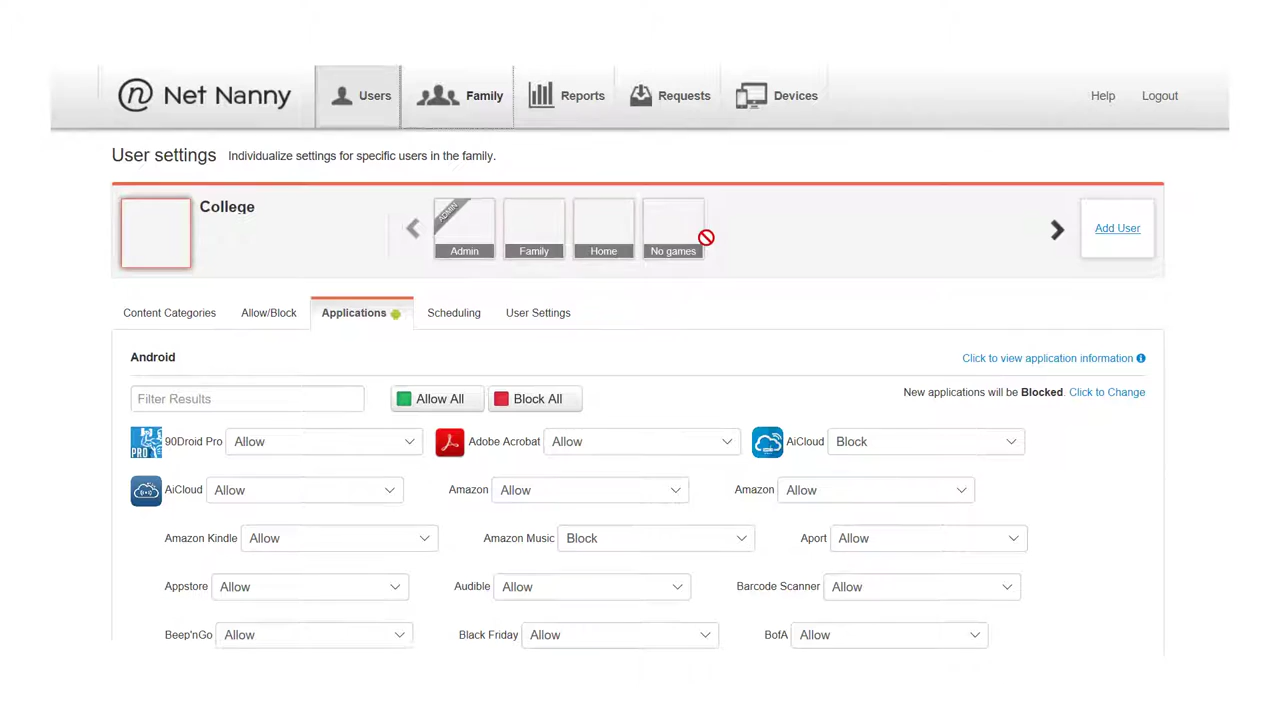 Net Nanny
Users
Family
Reports
Requests
Devices
Help
Logout
User settings Individualize settings for specific users in the family.
College
ADMIN
Admin
Family
Home
No games
Add User
Content Categories
Allow/Block
Applications
Scheduling
User Settings
Android
Click to view application information
Filter Results
Allow All
Block All
New applications will be Blocked. Click to Change
PRO
90Droid Pro Allow
Adobe Acrobat Allow
AiCloud Block
AiCloud Allow
Amazon Allow
Amazon Allow
Amazon Kindle Allow
Amazon Music Block
Aport Allow
Appstore Allow
Audible Allow
Barcode Scanner Allow
Beep'nGo Allow
Black Friday Allow
BofA Allow